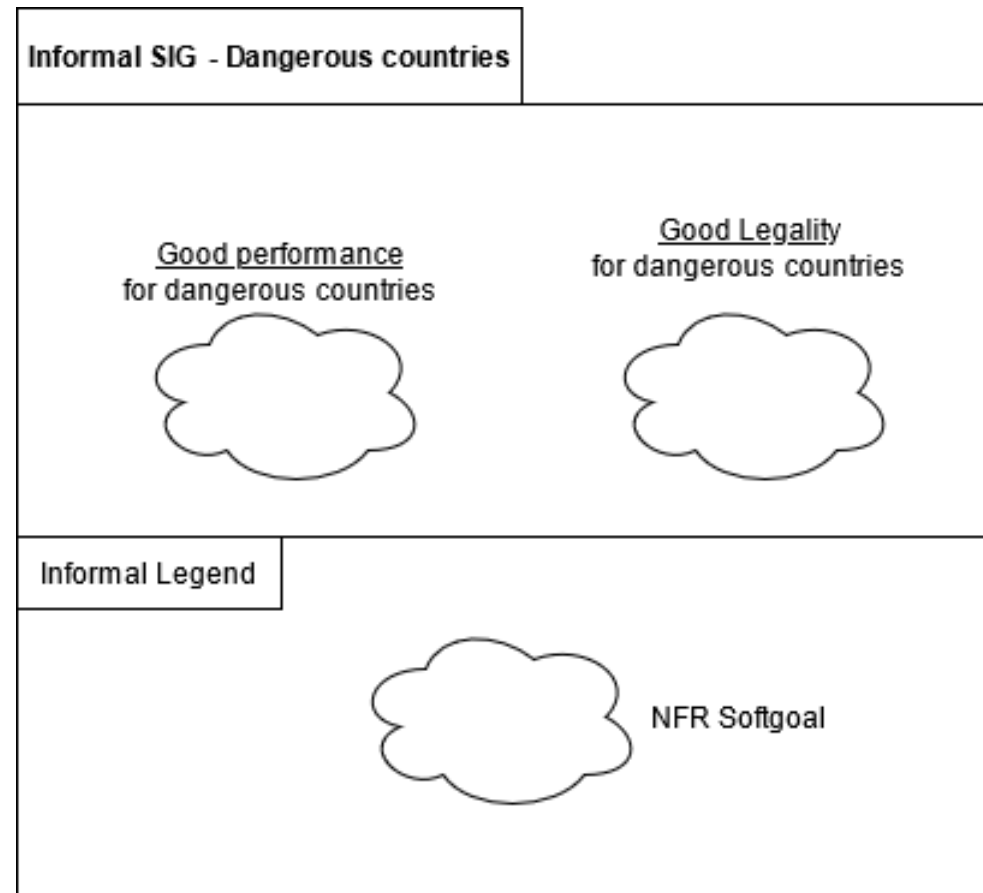 Informal SIG - Dangerous countries
Good performance
for dangerous countries
Good Legality
for dangerous countries
Informal Legend
NFR Softgoal